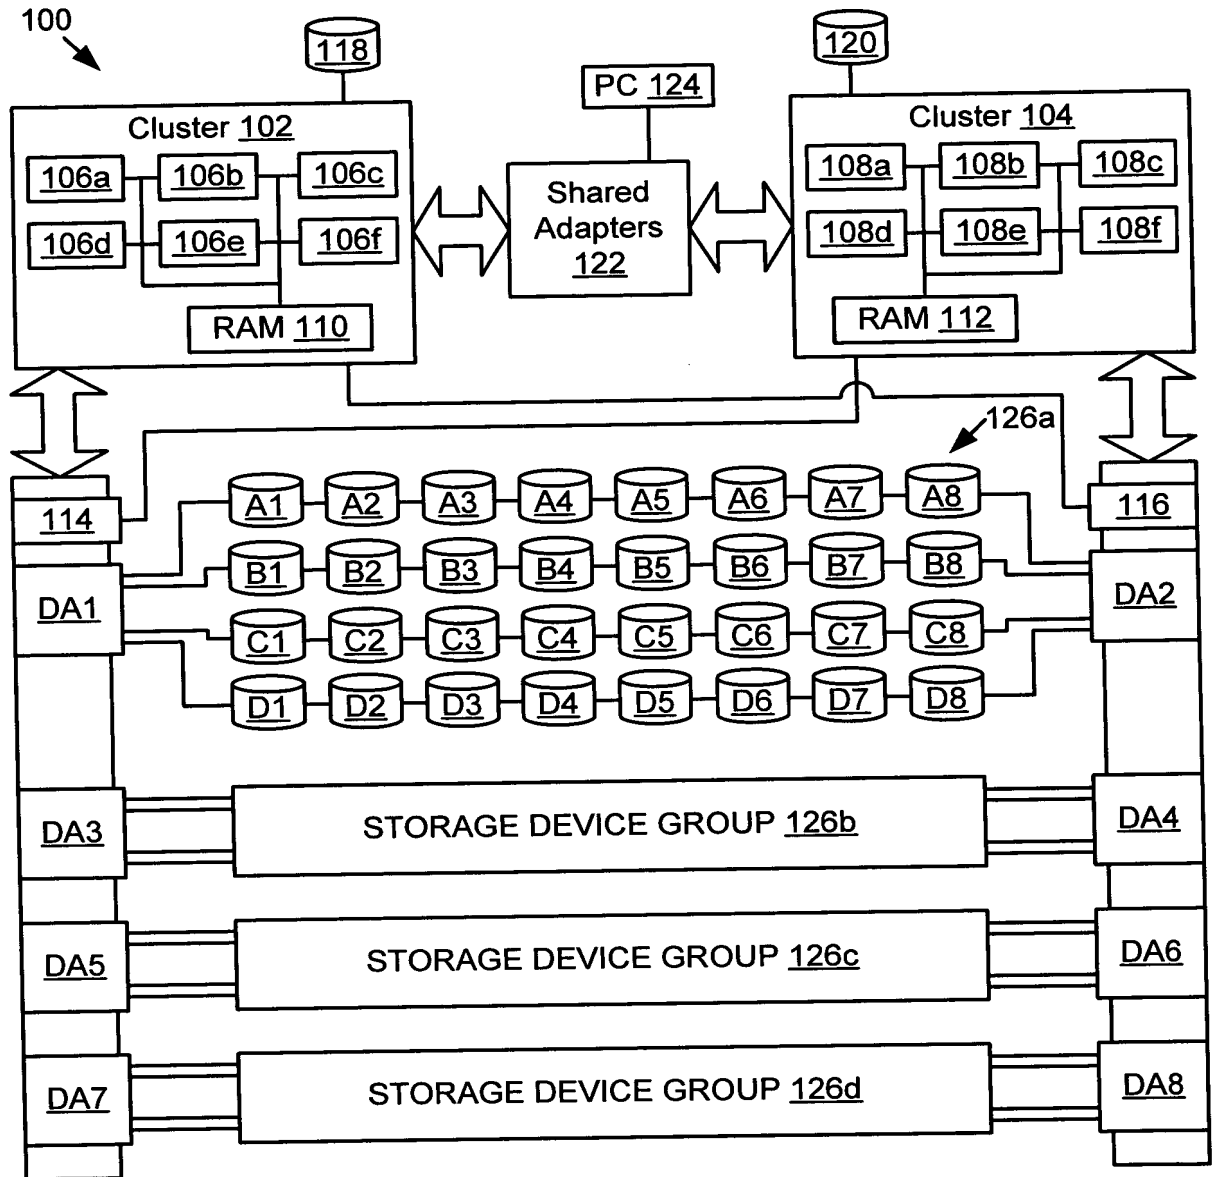 100
118
120
PC 124
Cluster 102
106a 106b 106c
106d 106e 106f
RAM 110
Shared
Adapters
122
Cluster 104
108a 108b 108c
108d 108e 108f
RAM 112
126a
114
116
A1 A2 A3 A4 A5 A6 A7 A8
B1 B2 B3 B4 B5 B6 B7 B8
DA1
DA2
C1 C2 C3 C4 C5 C6 C7 C8
D1 D2 D3 D4 D5 D6 D7 D8
DA3
STORAGE DEVICE GROUP 126b
DA4
DA5
STORAGE DEVICE GROUP 126c
DA6
DA7
STORAGE DEVICE GROUP 126d
DA8